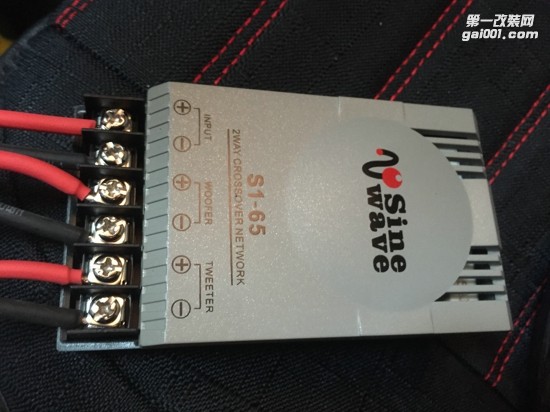 第一改装网
gai001.com
Sine
wave
S1-65
2WAY CROSSOVER NETWORK
INPUT
WOOFER
TWEETER